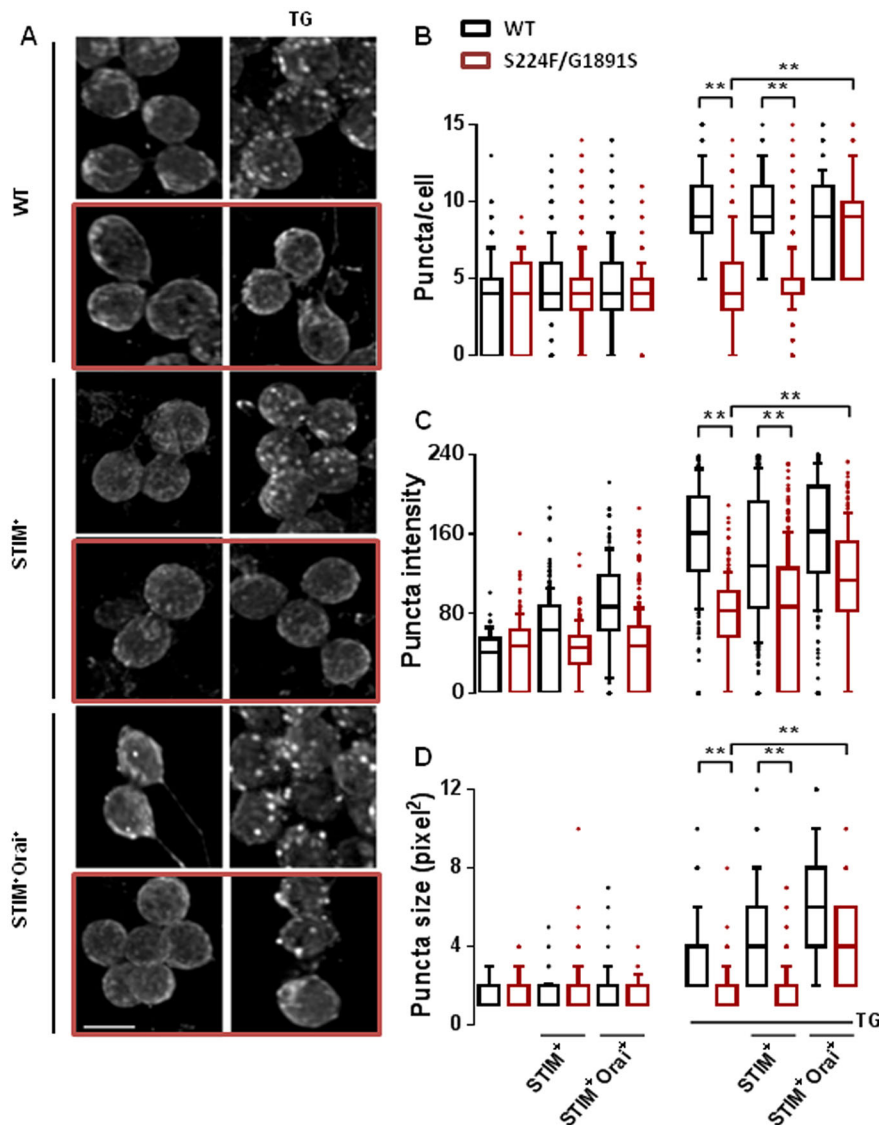 A
TG
WT
STIM⁺
STIM⁺Orai⁺
B
WT
S224F/G1891S
** ** **
Puncta/cell
15
10
5
0
C
** ** **
Puncta intensity
240
160
80
0
D
** ** **
Puncta size (pixel²)
12
8
4
0
TG
STIM⁺
STIM⁺Orai⁺
STIM⁺
STIM⁺Orai⁺